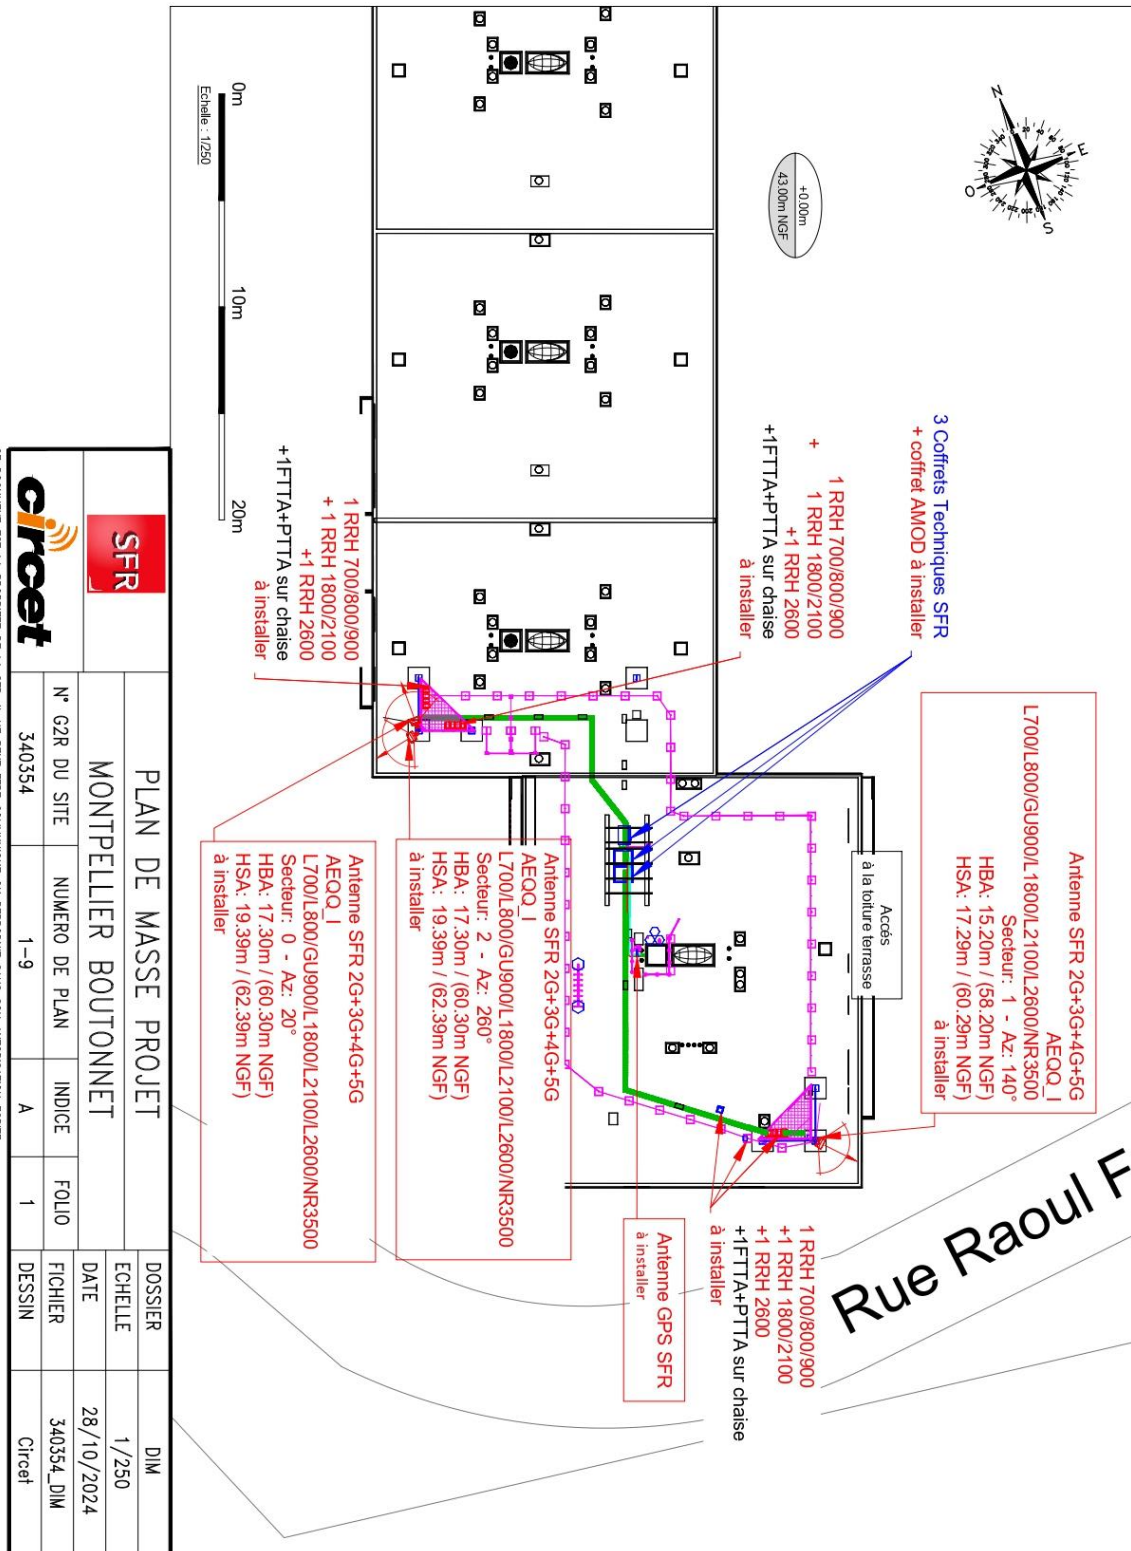 N
E
S
O
+0.00m
43.00m NGF
0m
10m
20m
Echelle : 1/250
3 Coffrets Techniques SFR
+ coffret AMOD à installer
1 RRH 700/800/900
+ 1 RRH 1800/2100
+1 RRH 2600
+1FTTA+PTTA sur chaise
à installer
1 RRH 700/800/900
+ 1 RRH 1800/2100
+1 RRH 2600
+1FTTA+PTTA sur chaise
à installer
Antenne SFR 2G+3G+4G+5G
AEQQ_I
L700/L800/GU900/L1800/L2100/L2600/NR3500
Secteur: 1 - Az: 140°
HBA: 15.20m / (58.20m NGF)
HSA: 17.29m / (60.29m NGF)
à installer
Accès
à la toiture terrasse
Antenne SFR 2G+3G+4G+5G
AEQQ_I
L700/L800/GU900/L1800/L2100/L2600/NR3500
Secteur: 2 - Az: 260°
HBA: 17.30m / (60.30m NGF)
HSA: 19.39m / (62.39m NGF)
à installer
Antenne SFR 2G+3G+4G+5G
AEQQ_I
L700/L800/GU900/L1800/L2100/L2600/NR3500
Secteur: 0 - Az: 20°
HBA: 17.30m / (60.30m NGF)
HSA: 19.39m / (62.39m NGF)
à installer
1 RRH 700/800/900
+1 RRH 1800/2100
+1 RRH 2600
+1FTTA+PTTA sur chaise
à installer
Antenne GPS SFR
à installer
Rue Raoul F
SFR
circet
PLAN DE MASSE PROJET
MONTPELLIER BOUTONNET
N° G2R DU SITE
NUMERO DE PLAN
INDICE
FOLIO
340354
1-9
A
1
DOSSIER
DIM
ECHELLE
1/250
DATE
28/10/2024
FICHIER
340354_DIM
DESSIN
Circet